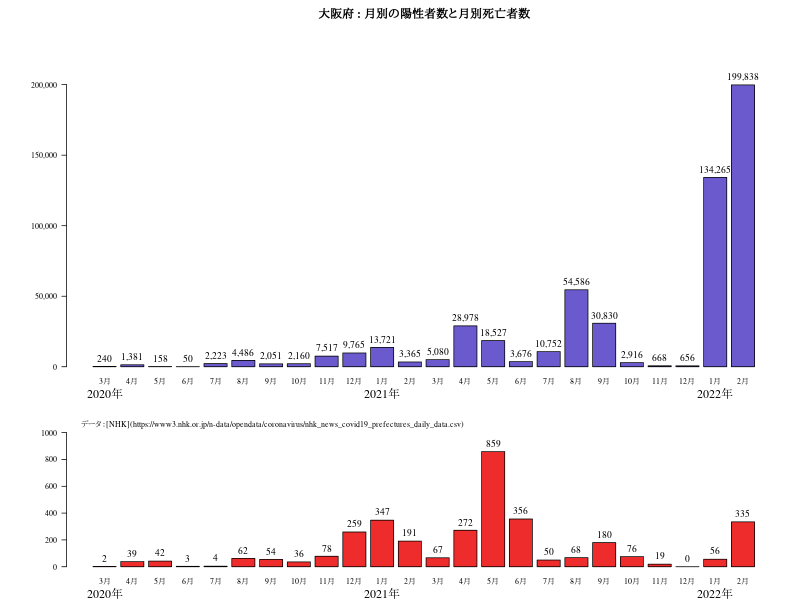 大阪府 : 月別の陽性者数と月別死亡者数
200,000
150,000
100,000
50,000
0
240 1,381 158 50 2,223 4,486 2,051 2,160 7,517 9,765 13,721 3,365 5,080 28,978 18,527 3,676 10,752 54,586 30,830 2,916 668 656 134,265 199,838
3月 4月 5月 6月 7月 8月 9月 10月 11月 12月 1月 2月 3月 4月 5月 6月 7月 8月 9月 10月 11月 12月 1月 2月
2020年 2021年 2022年
データ:[NHK](https://www3.nhk.or.jp/n-data/opendata/coronavirus/nhk_news_covid19_prefectures_daily_data.csv)
1000
800
600
400
200
0
2 39 42 3 4 62 54 36 78 259 347 191 67 272 859 356 50 68 180 76 19 0 56 335
3月 4月 5月 6月 7月 8月 9月 10月 11月 12月 1月 2月 3月 4月 5月 6月 7月 8月 9月 10月 11月 12月 1月 2月
2020年 2021年 2022年